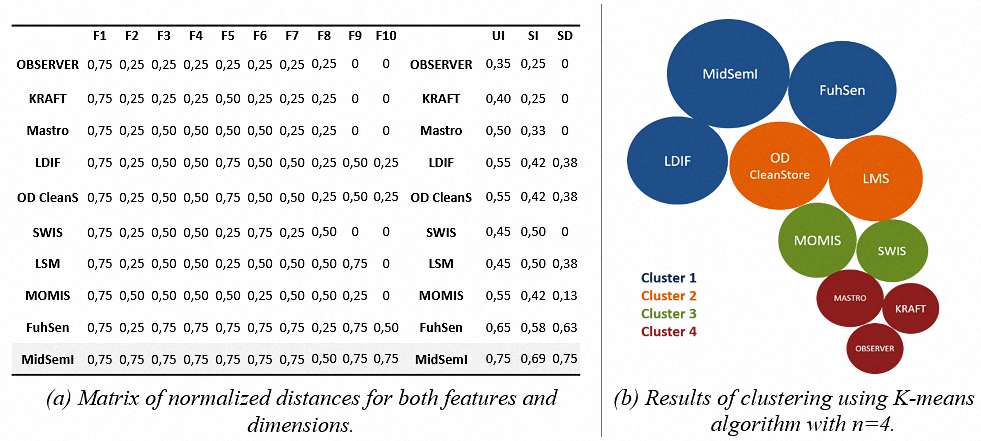 F1 F2 F3 F4 F5 F6 F7 F8 F9 F10 UI SI SD
OBSERVER 0,75 0,25 0,25 0,25 0,25 0,25 0,25 0,25 0 0 OBSERVER 0,35 0,25 0
KRAFT 0,75 0,25 0,25 0,25 0,50 0,25 0,25 0,25 0 0 KRAFT 0,40 0,25 0
Mastro 0,75 0,25 0,50 0,50 0,50 0,50 0,25 0,25 0 0 Mastro 0,50 0,33 0
LDIF 0,75 0,25 0,50 0,50 0,75 0,50 0,50 0,25 0,50 0,25 LDIF 0,55 0,42 0,38
OD CleanS 0,75 0,25 0,50 0,50 0,75 0,50 0,50 0,25 0,50 0,25 OD CleanS 0,55 0,42 0,38
SWIS 0,75 0,25 0,50 0,50 0,25 0,75 0,25 0,50 0 0 SWIS 0,45 0,50 0
LSM 0,75 0,25 0,50 0,50 0,25 0,50 0,50 0,50 0,75 0 LSM 0,45 0,50 0,38
MOMIS 0,75 0,50 0,50 0,50 0,50 0,25 0,50 0,50 0,25 0 MOMIS 0,55 0,42 0,13
FuhSen 0,75 0,25 0,75 0,75 0,75 0,75 0,75 0,25 0,75 0,50 FuhSen 0,65 0,58 0,63
MidSemI 0,75 0,75 0,75 0,75 0,75 0,75 0,75 0,50 0,75 0,75 MidSemI 0,75 0,69 0,75
(a) Matrix of normalized distances for both features and
dimensions.
MidSemI
FuhSen
LDIF
OD
CleanStore
LMS
MOMIS
SWIS
MASTRO
KRAFT
OBSERVER
Cluster 1
Cluster 2
Cluster 3
Cluster 4
(b) Results of clustering using K-means
algorithm with n=4.